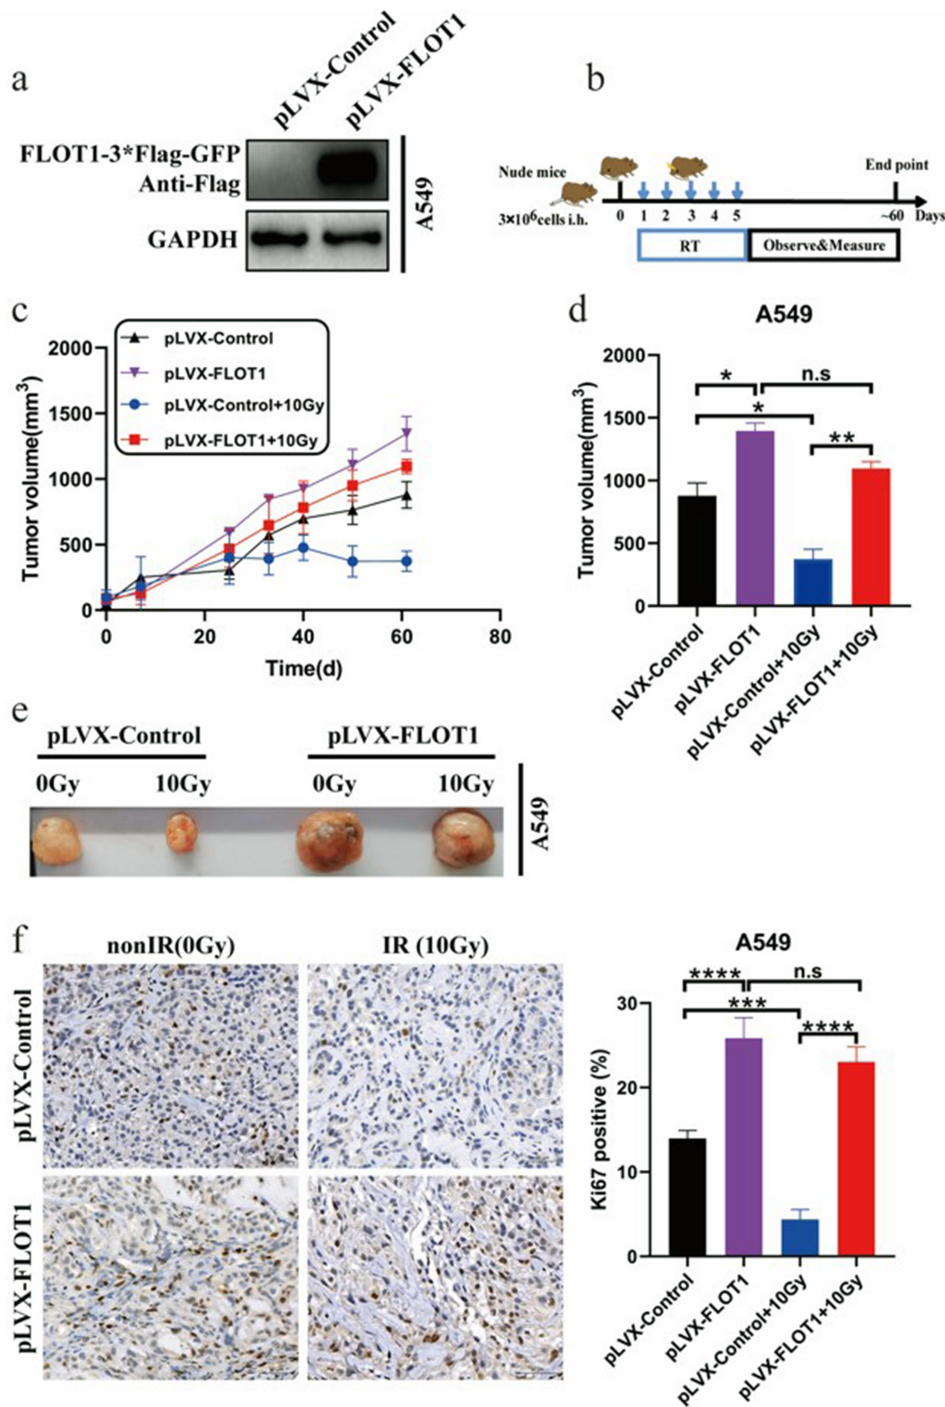 a
pLVX-Control
pLVX-FLOT1
FLOT1-3*Flag-GFP
Anti-Flag
GAPDH
A549
b
Nude mice
3×10⁶cells i.h.
End point
0 1 2 3 4 5 ~60 Days
RT
Observe&Measure
c
pLVX-Control
pLVX-FLOT1
pLVX-Control+10Gy
pLVX-FLOT1+10Gy
Tumor volume(mm³)
2000
1500
1000
500
0
0 20 40 60 80
Time(d)
d
A549
Tumor volume(mm³)
2000
1500
1000
500
0
* n.s
*
**
pLVX-Control
pLVX-FLOT1
pLVX-Control+10Gy
pLVX-FLOT1+10Gy
e
pLVX-Control pLVX-FLOT1
0Gy 10Gy 0Gy 10Gy
A549
f
nonIR(0Gy) IR (10Gy)
pLVX-Control
pLVX-FLOT1
A549
Ki67 positive (%)
30
20
10
0
**** n.s
***
****
pLVX-Control
pLVX-FLOT1
pLVX-Control+10Gy
pLVX-FLOT1+10Gy